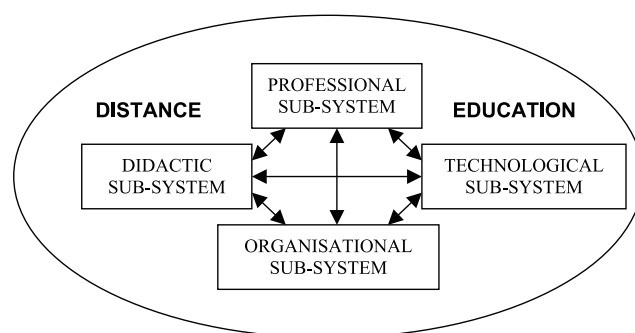 PROFESSIONAL
SUB-SYSTEM
DISTANCE
EDUCATION
DIDACTIC
SUB-SYSTEM
TECHNOLOGICAL
SUB-SYSTEM
ORGANISATIONAL
SUB-SYSTEM